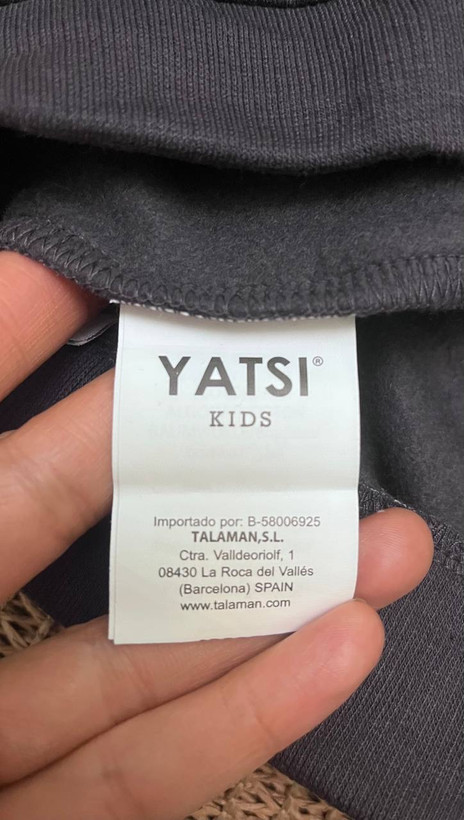 YATSI®
KIDS
Importado por: B-58006925
TALAMAN,S.L.
Ctra. Valldeoriolf, 1
08430 La Roca del Vallés
(Barcelona) SPAIN
www.talaman.com